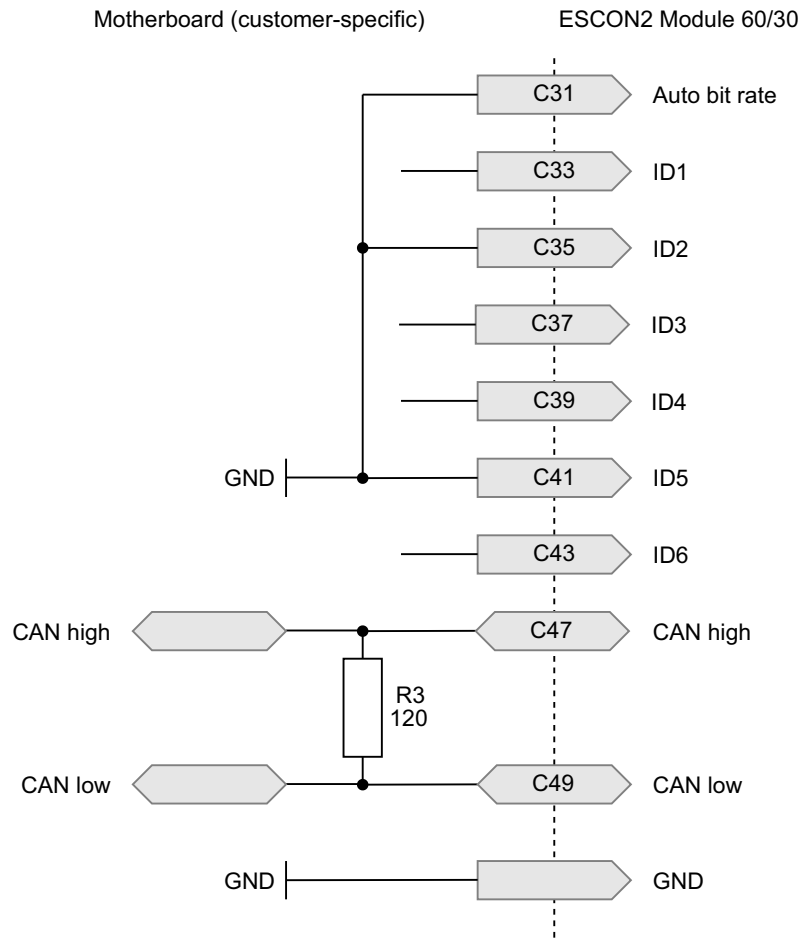 Motherboard (customer-specific) ESCON2 Module 60/30
C31 Auto bit rate
C33 ID1
C35 ID2
C37 ID3
C39 ID4
GND C41 ID5
C43 ID6
CAN high C47 CAN high
R3
120
CAN low C49 CAN low
GND GND